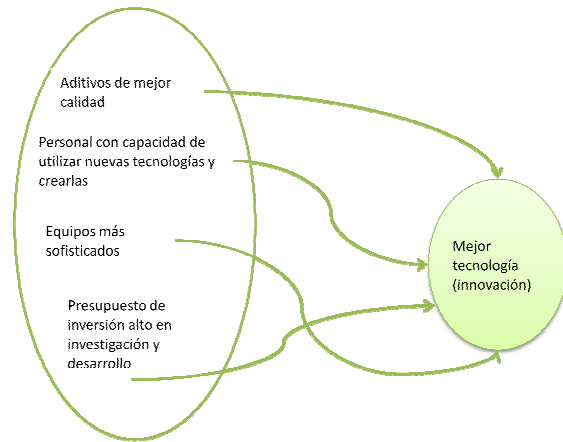 Aditivos de mejor
calidad
Personal con capacidad de
utilizar nuevas tecnologías y
crearlas
Equipos más
sofisticados
Presupuesto de
inversión alto en
investigación y
desarrollo
Mejor
tecnología
(innovación)